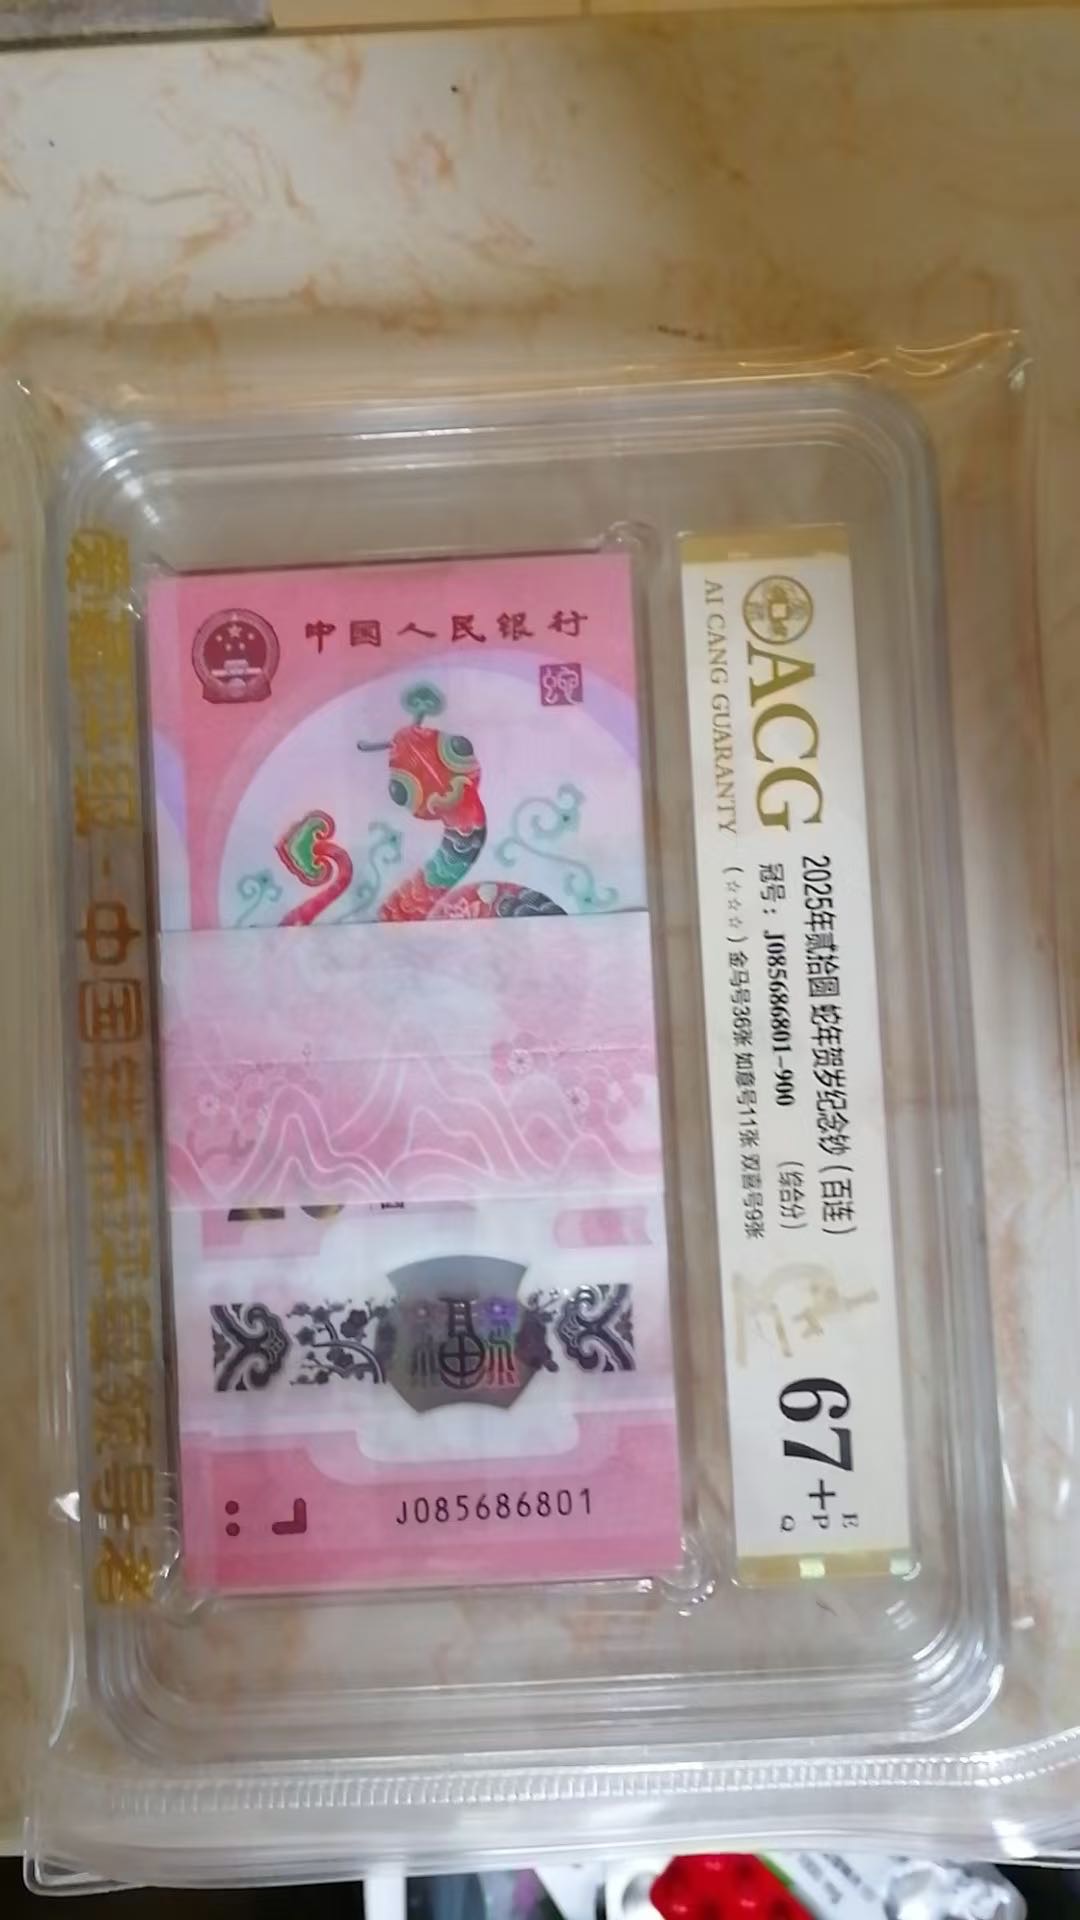 ACG
AI CANG GUARANTY
2025年贰拾圆 蛇年贺岁纪念钞（百连）
冠号：J085686801-900
（综合分）
（☆☆☆）金马号36张 如意号11张 双喜号9张
67+
E
P
Q
中国人民银行
J085686801